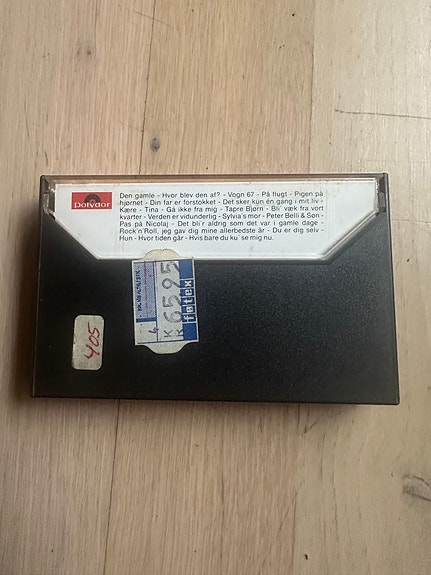 Polydor
Den gamle - Hvor blev den af? - Vogn 67 - På flugt - Pigen på
hjørnet - Din far er forstokket - Det sker kun én gang i mit liv -
Kære - Tina - Gå ikke fra mig - Tapre Bjørn - Bli' væk fra vort
kvarter - Verden er vidunderlig - Sylvia's mor - Peter Belli & Søn -
Pas på Nicolaj - Det bli'r aldrig som det var i gamle dage -
Rock'n'Roll, jeg gav dig mine allerbedste år - Du er dig selv -
Hun - Hvor tiden går - Hvis bare du ku' se mig nu.
K6595
føtex
405